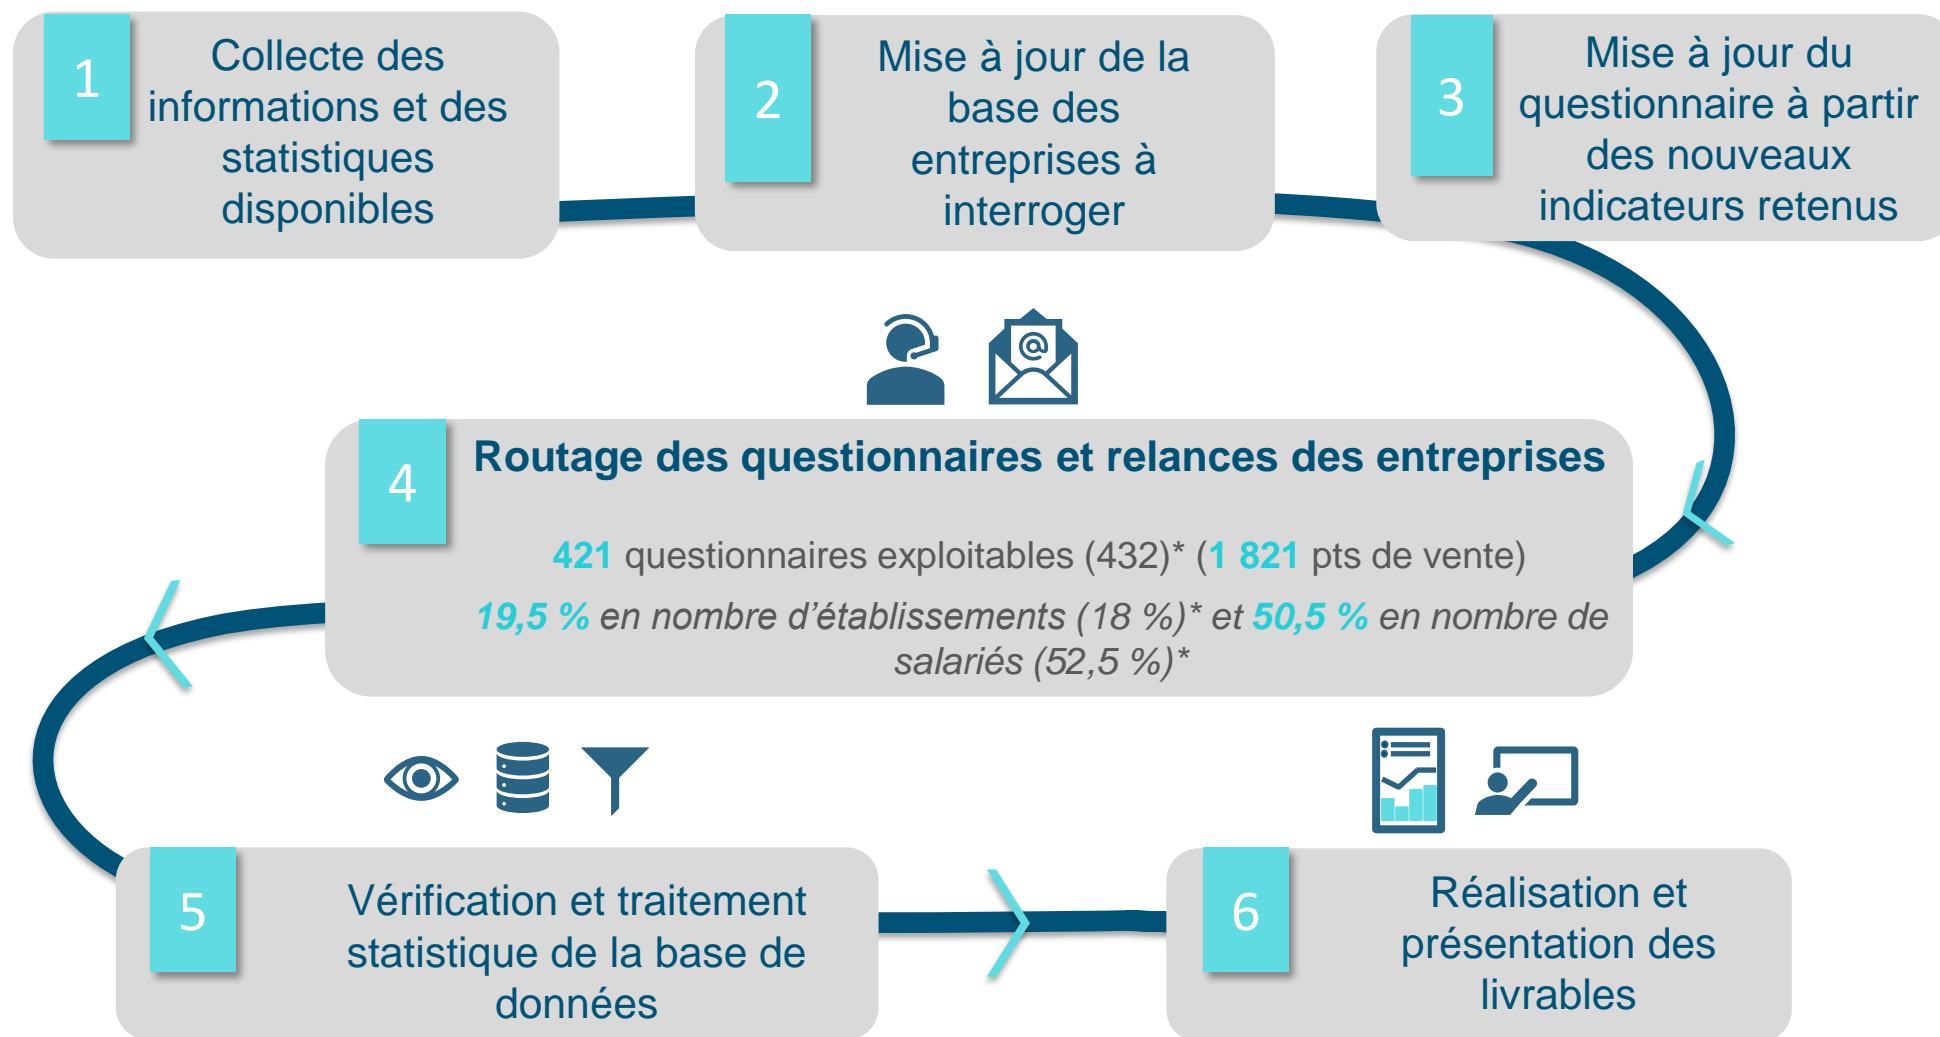 1
Collecte des
informations et des
statistiques
disponibles
2
Mise à jour de la
base des
entreprises à
interroger
3
Mise à jour du
questionnaire à partir
des nouveaux
indicateurs retenus
@
4
Routage des questionnaires et relances des entreprises
421 questionnaires exploitables (432)* (1 821 pts de vente)
19,5 % en nombre d’établissements (18 %)* et 50,5 % en nombre de
salariés (52,5 %)*
5
Vérification et traitement
statistique de la base de
données
6
Réalisation et
présentation des
livrables